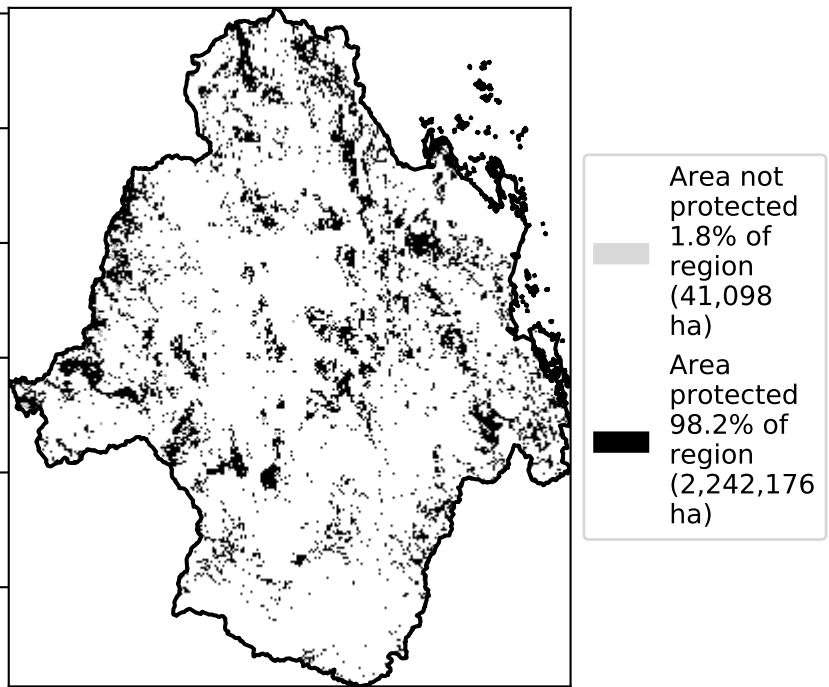 Area not
protected
1.8% of
region
(41,098
ha)
Area
protected
98.2% of
region
(2,242,176
ha)